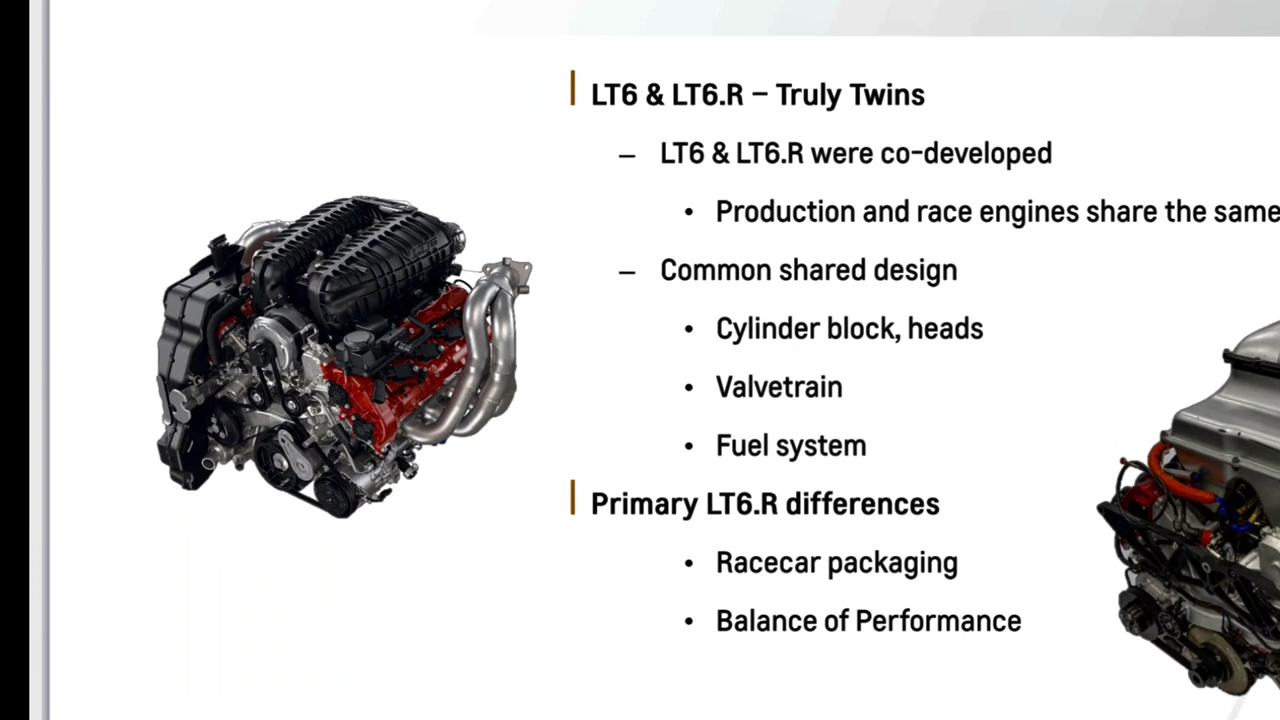 LT6 & LT6.R – Truly Twins
– LT6 & LT6.R were co-developed
• Production and race engines share the same
– Common shared design
• Cylinder block, heads
• Valvetrain
• Fuel system
Primary LT6.R differences
• Racecar packaging
• Balance of Performance